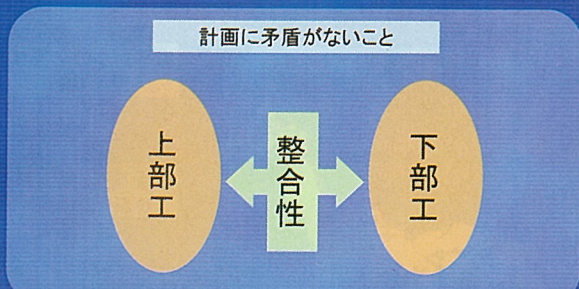 計画に矛盾がないこと
上部工
整合性
下部工